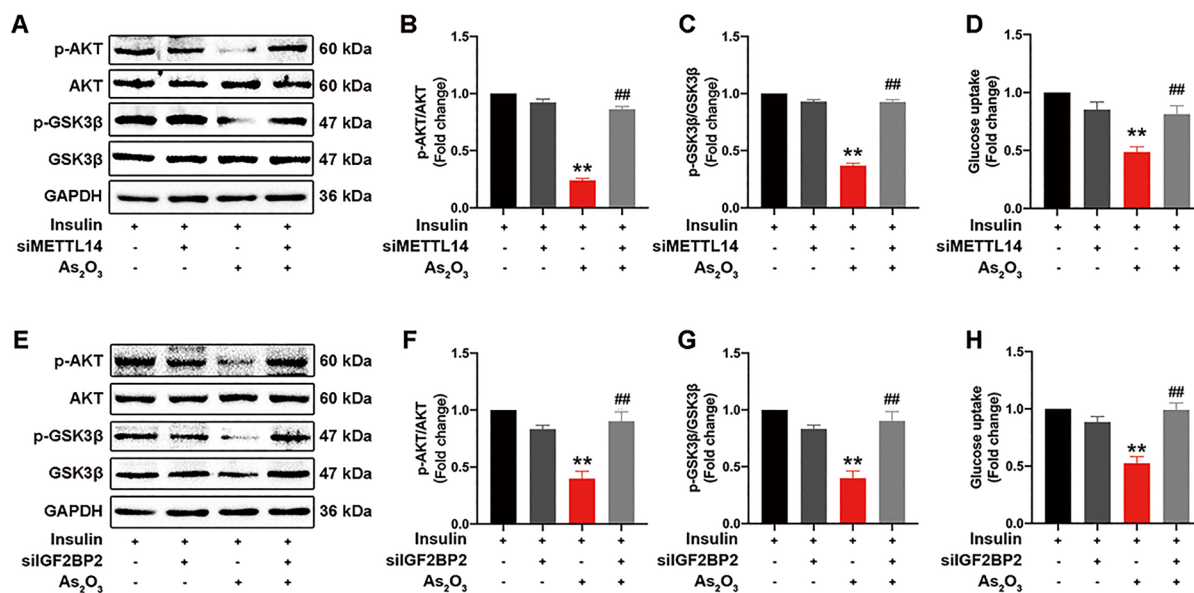 A
p-AKT 60 kDa
AKT 60 kDa
p-GSK3β 47 kDa
GSK3β 47 kDa
GAPDH 36 kDa
Insulin + + + +
siMETTL14 - + - +
As₂O₃ - - + +
B
p-AKT/AKT
(Fold change)
1.5
1.0
0.5
0.0
**
##
Insulin + + + +
siMETTL14 - + - +
As₂O₃ - - + +
C
p-GSK3β/GSK3β
(Fold change)
1.5
1.0
0.5
0.0
**
##
Insulin + + + +
siMETTL14 - + - +
As₂O₃ - - + +
D
Glucose uptake
(Fold change)
1.5
1.0
0.5
0.0
**
##
Insulin + + + +
siMETTL14 - + - +
As₂O₃ - - + +
E
p-AKT 60 kDa
AKT 60 kDa
p-GSK3β 47 kDa
GSK3β 47 kDa
GAPDH 36 kDa
Insulin + + + +
siIGF2BP2 - + - +
As₂O₃ - - + +
F
p-AKT/AKT
(Fold change)
1.5
1.0
0.5
0.0
**
##
Insulin + + + +
siIGF2BP2 - + - +
As₂O₃ - - + +
G
p-GSK3β/GSK3β
(Fold change)
1.5
1.0
0.5
0.0
**
##
Insulin + + + +
siIGF2BP2 - + - +
As₂O₃ - - + +
H
Glucose uptake
(Fold change)
1.5
1.0
0.5
0.0
**
##
Insulin + + + +
siIGF2BP2 - + - +
As₂O₃ - - + +